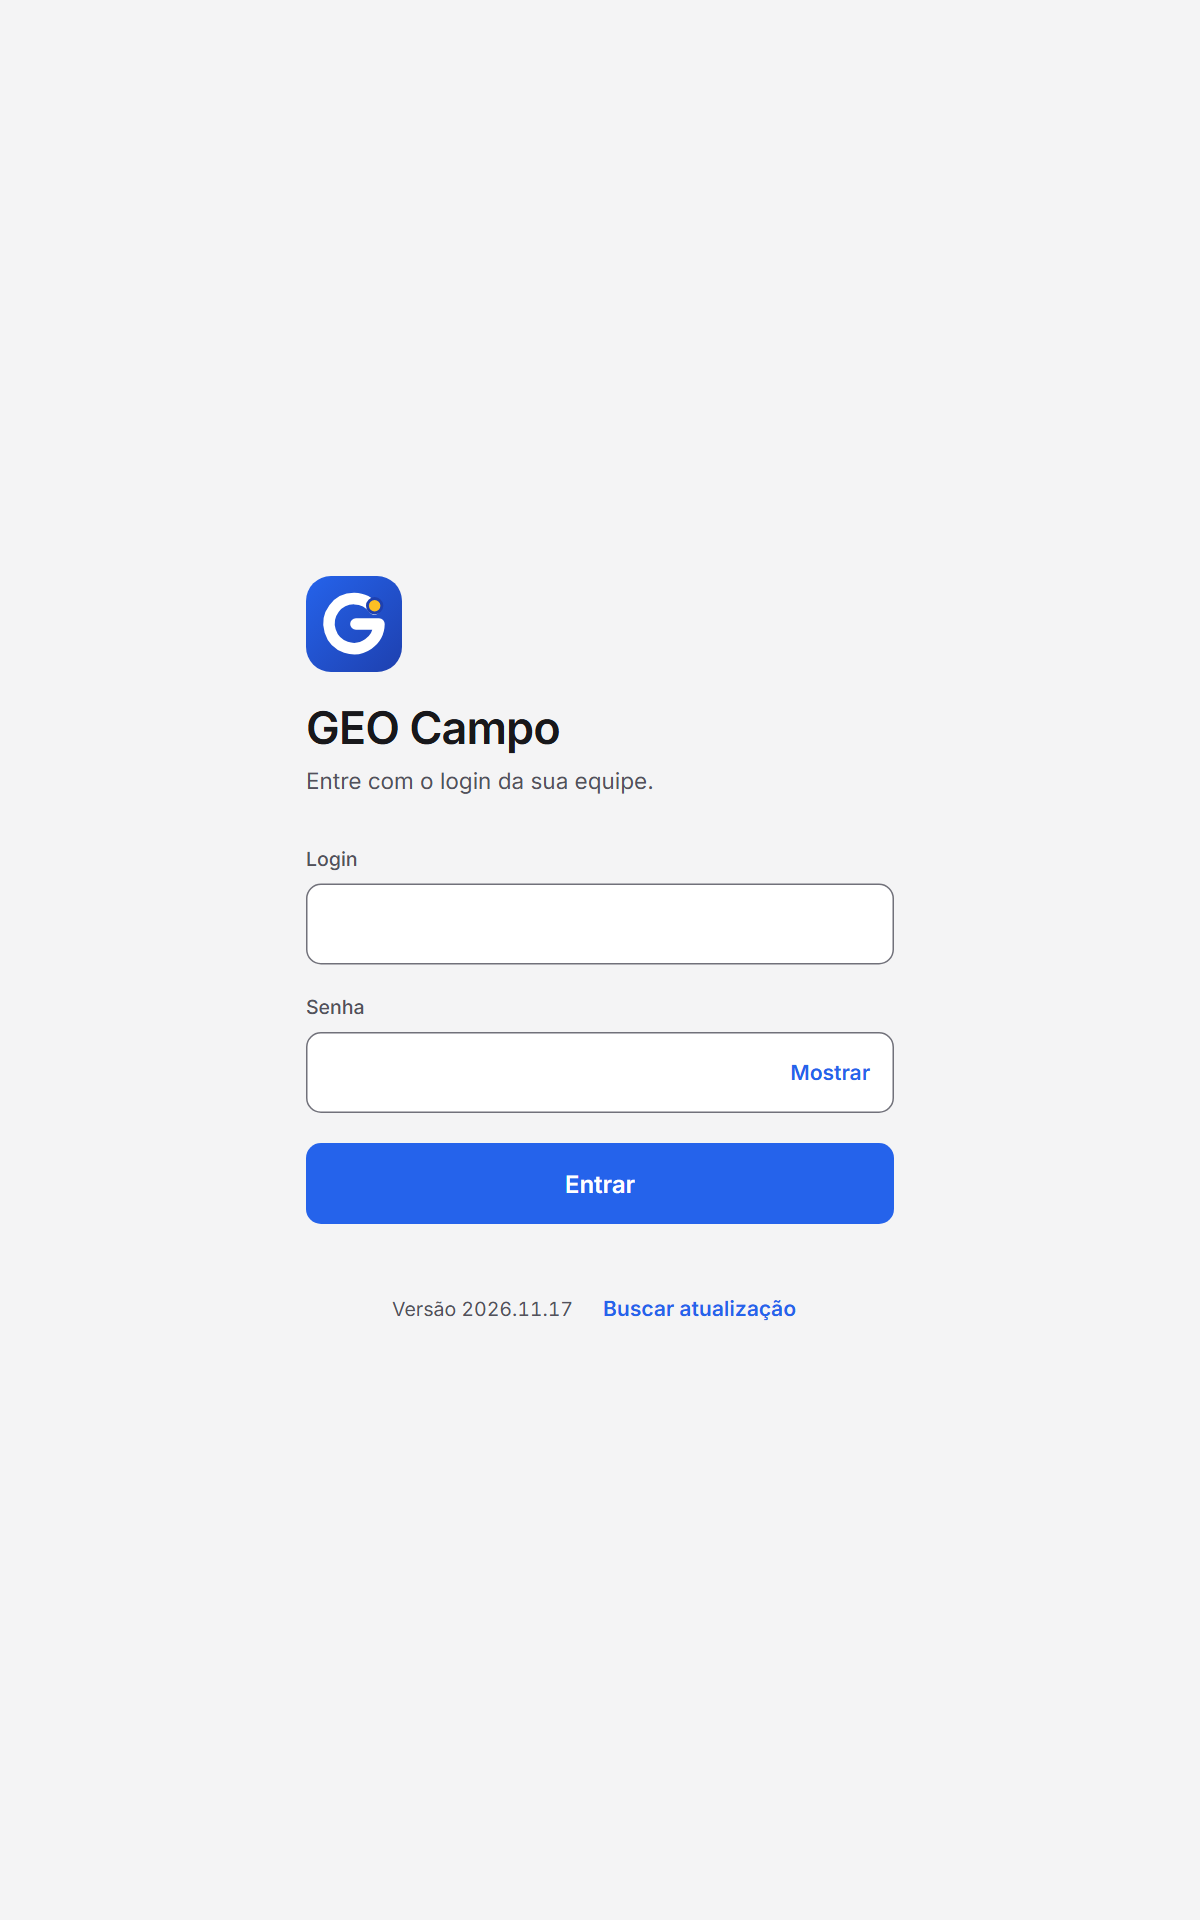 GEO Campo
Entre com o login da sua equipe.
Login
Senha
Mostrar
Entrar
Versão 2026.11.17 Buscar atualização